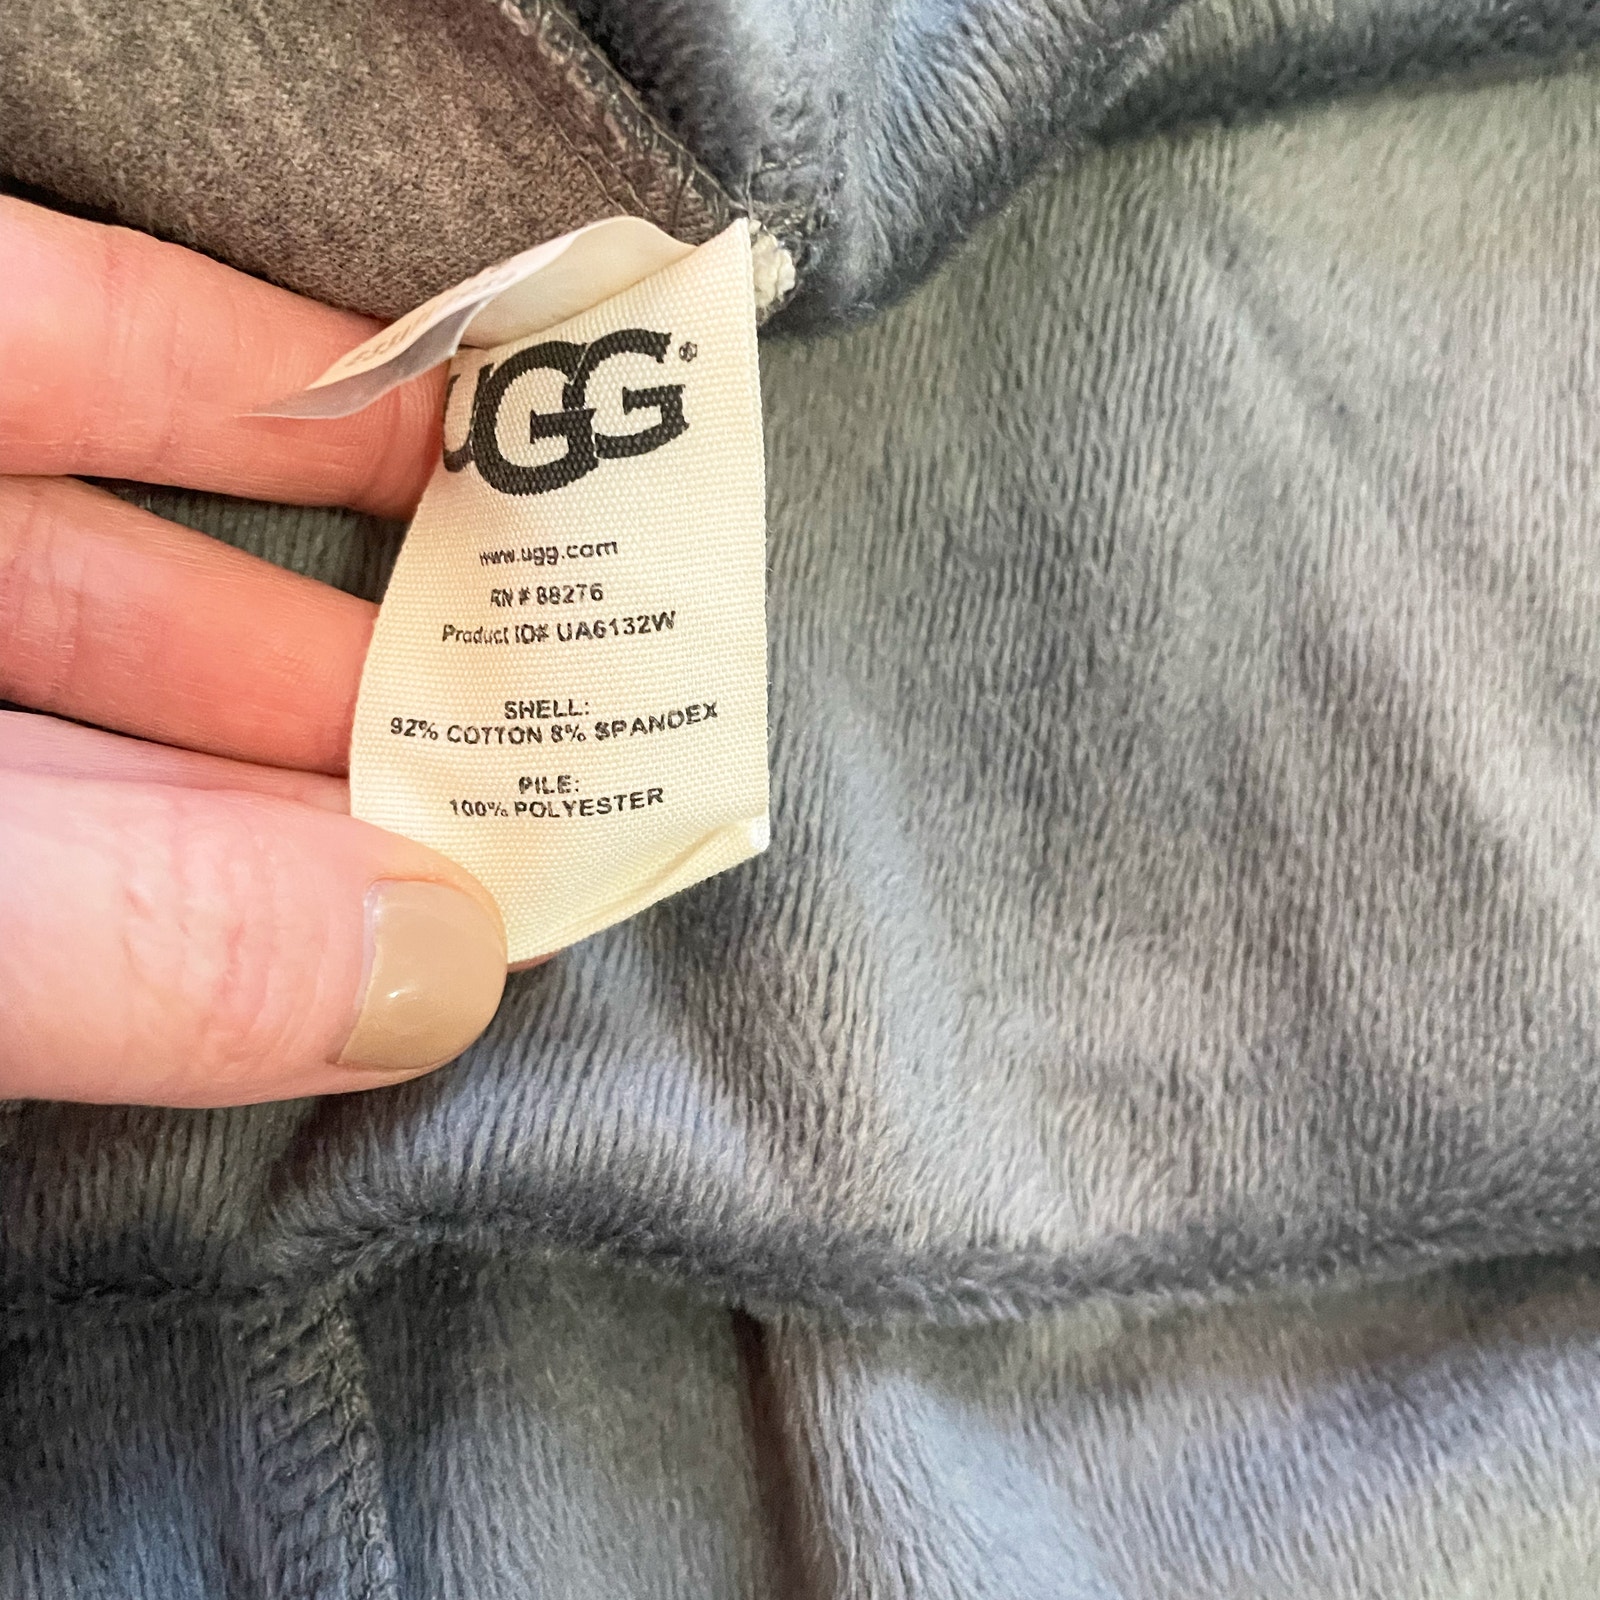 UGG®
www.ugg.com
RN # 88276
Product ID# UA6132W
SHELL:
92% COTTON 8% SPANDEX
PILE:
100% POLYESTER